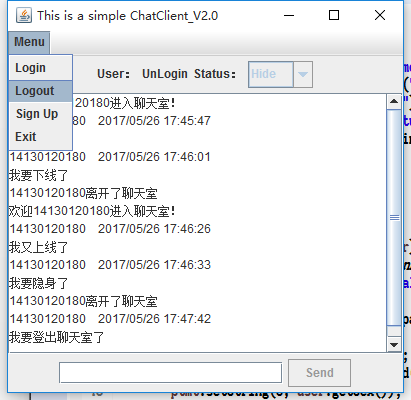 This is a simple ChatClient_V2.0
Menu
Login
Logout
Sign Up
Exit
User: UnLogin Status: Hide
20180进入聊天室!
80 2017/05/26 17:45:47
14130120180 2017/05/26 17:46:01
我要下线了
14130120180离开了聊天室
欢迎14130120180进入聊天室!
14130120180 2017/05/26 17:46:26
我又上线了
14130120180 2017/05/26 17:46:33
我要隐身了
14130120180离开了聊天室
14130120180 2017/05/26 17:47:42
我要登出聊天室了
Send